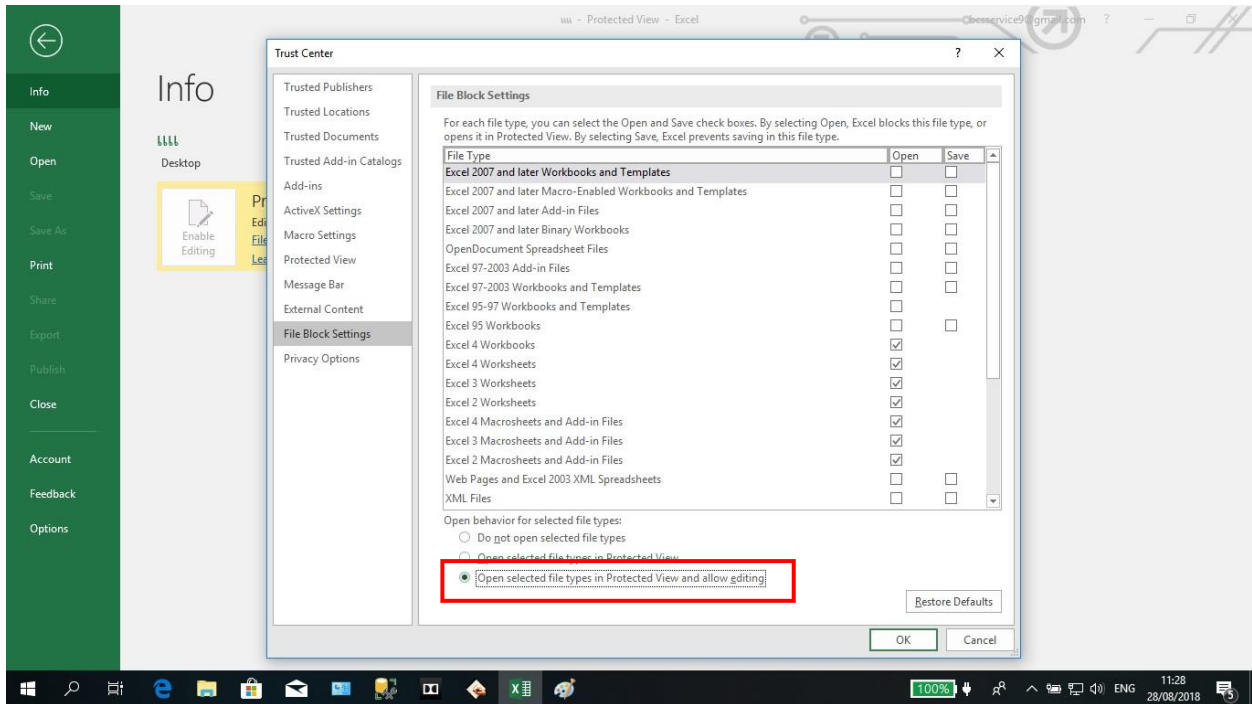 ииi - Protected View - Excel
?
Info
New
Open
Save
Save As
Print
Share
Export
Publish
Close
Account
Feedback
Options
Info
Desktop
Enable
Editing
Pr
Edi
File
Lea
Trust Center
?
Trusted Publishers
Trusted Locations
Trusted Documents
Trusted Add-in Catalogs
Add-ins
ActiveX Settings
Macro Settings
Protected View
Message Bar
External Content
File Block Settings
Privacy Options
File Block Settings
For each file type, you can select the Open and Save check boxes. By selecting Open, Excel blocks this file type, or
opens it in Protected View. By selecting Save, Excel prevents saving in this file type.
File Type Open Save
Excel 2007 and later Workbooks and Templates
Excel 2007 and later Macro-Enabled Workbooks and Templates
Excel 2007 and later Add-in Files
Excel 2007 and later Binary Workbooks
OpenDocument Spreadsheet Files
Excel 97-2003 Add-in Files
Excel 97-2003 Workbooks and Templates
Excel 95-97 Workbooks and Templates
Excel 95 Workbooks
Excel 4 Workbooks
Excel 4 Worksheets
Excel 3 Worksheets
Excel 2 Worksheets
Excel 4 Macrosheets and Add-in Files
Excel 3 Macrosheets and Add-in Files
Excel 2 Macrosheets and Add-in Files
Web Pages and Excel 2003 XML Spreadsheets
XML Files
Open behavior for selected file types:
Do not open selected file types
Open selected file types in Protected View
Open selected file types in Protected View and allow editing
Restore Defaults
OK Cancel
100% ENG 11:28
28/08/2018
5